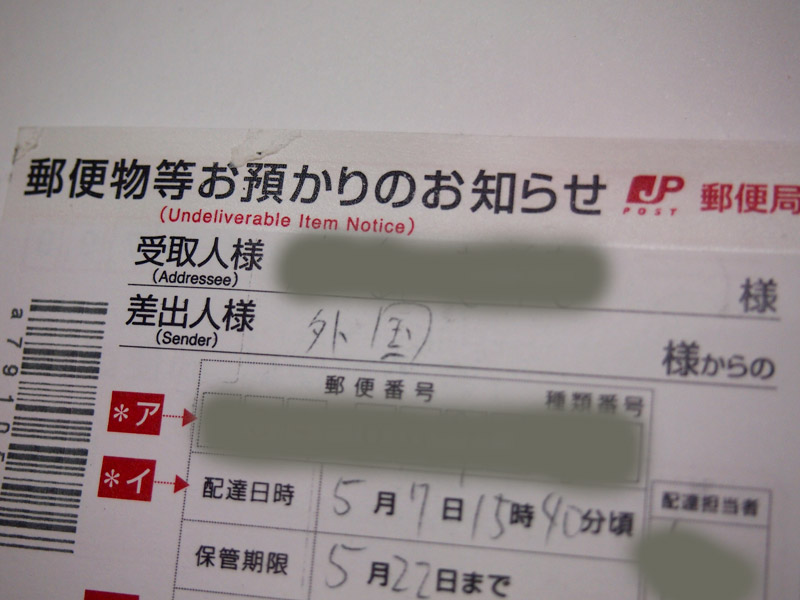 郵便物等お預かりのお知らせ JP POST 郵便局
(Undeliverable Item Notice)
受取人様 様
(Addressee)
差出人様 外国 様からの
(Sender)
郵便番号 種類番号
*ア
*イ 配達日時 5月7日15時40分頃 配達担当者
保管期限 5月22日まで
a79105